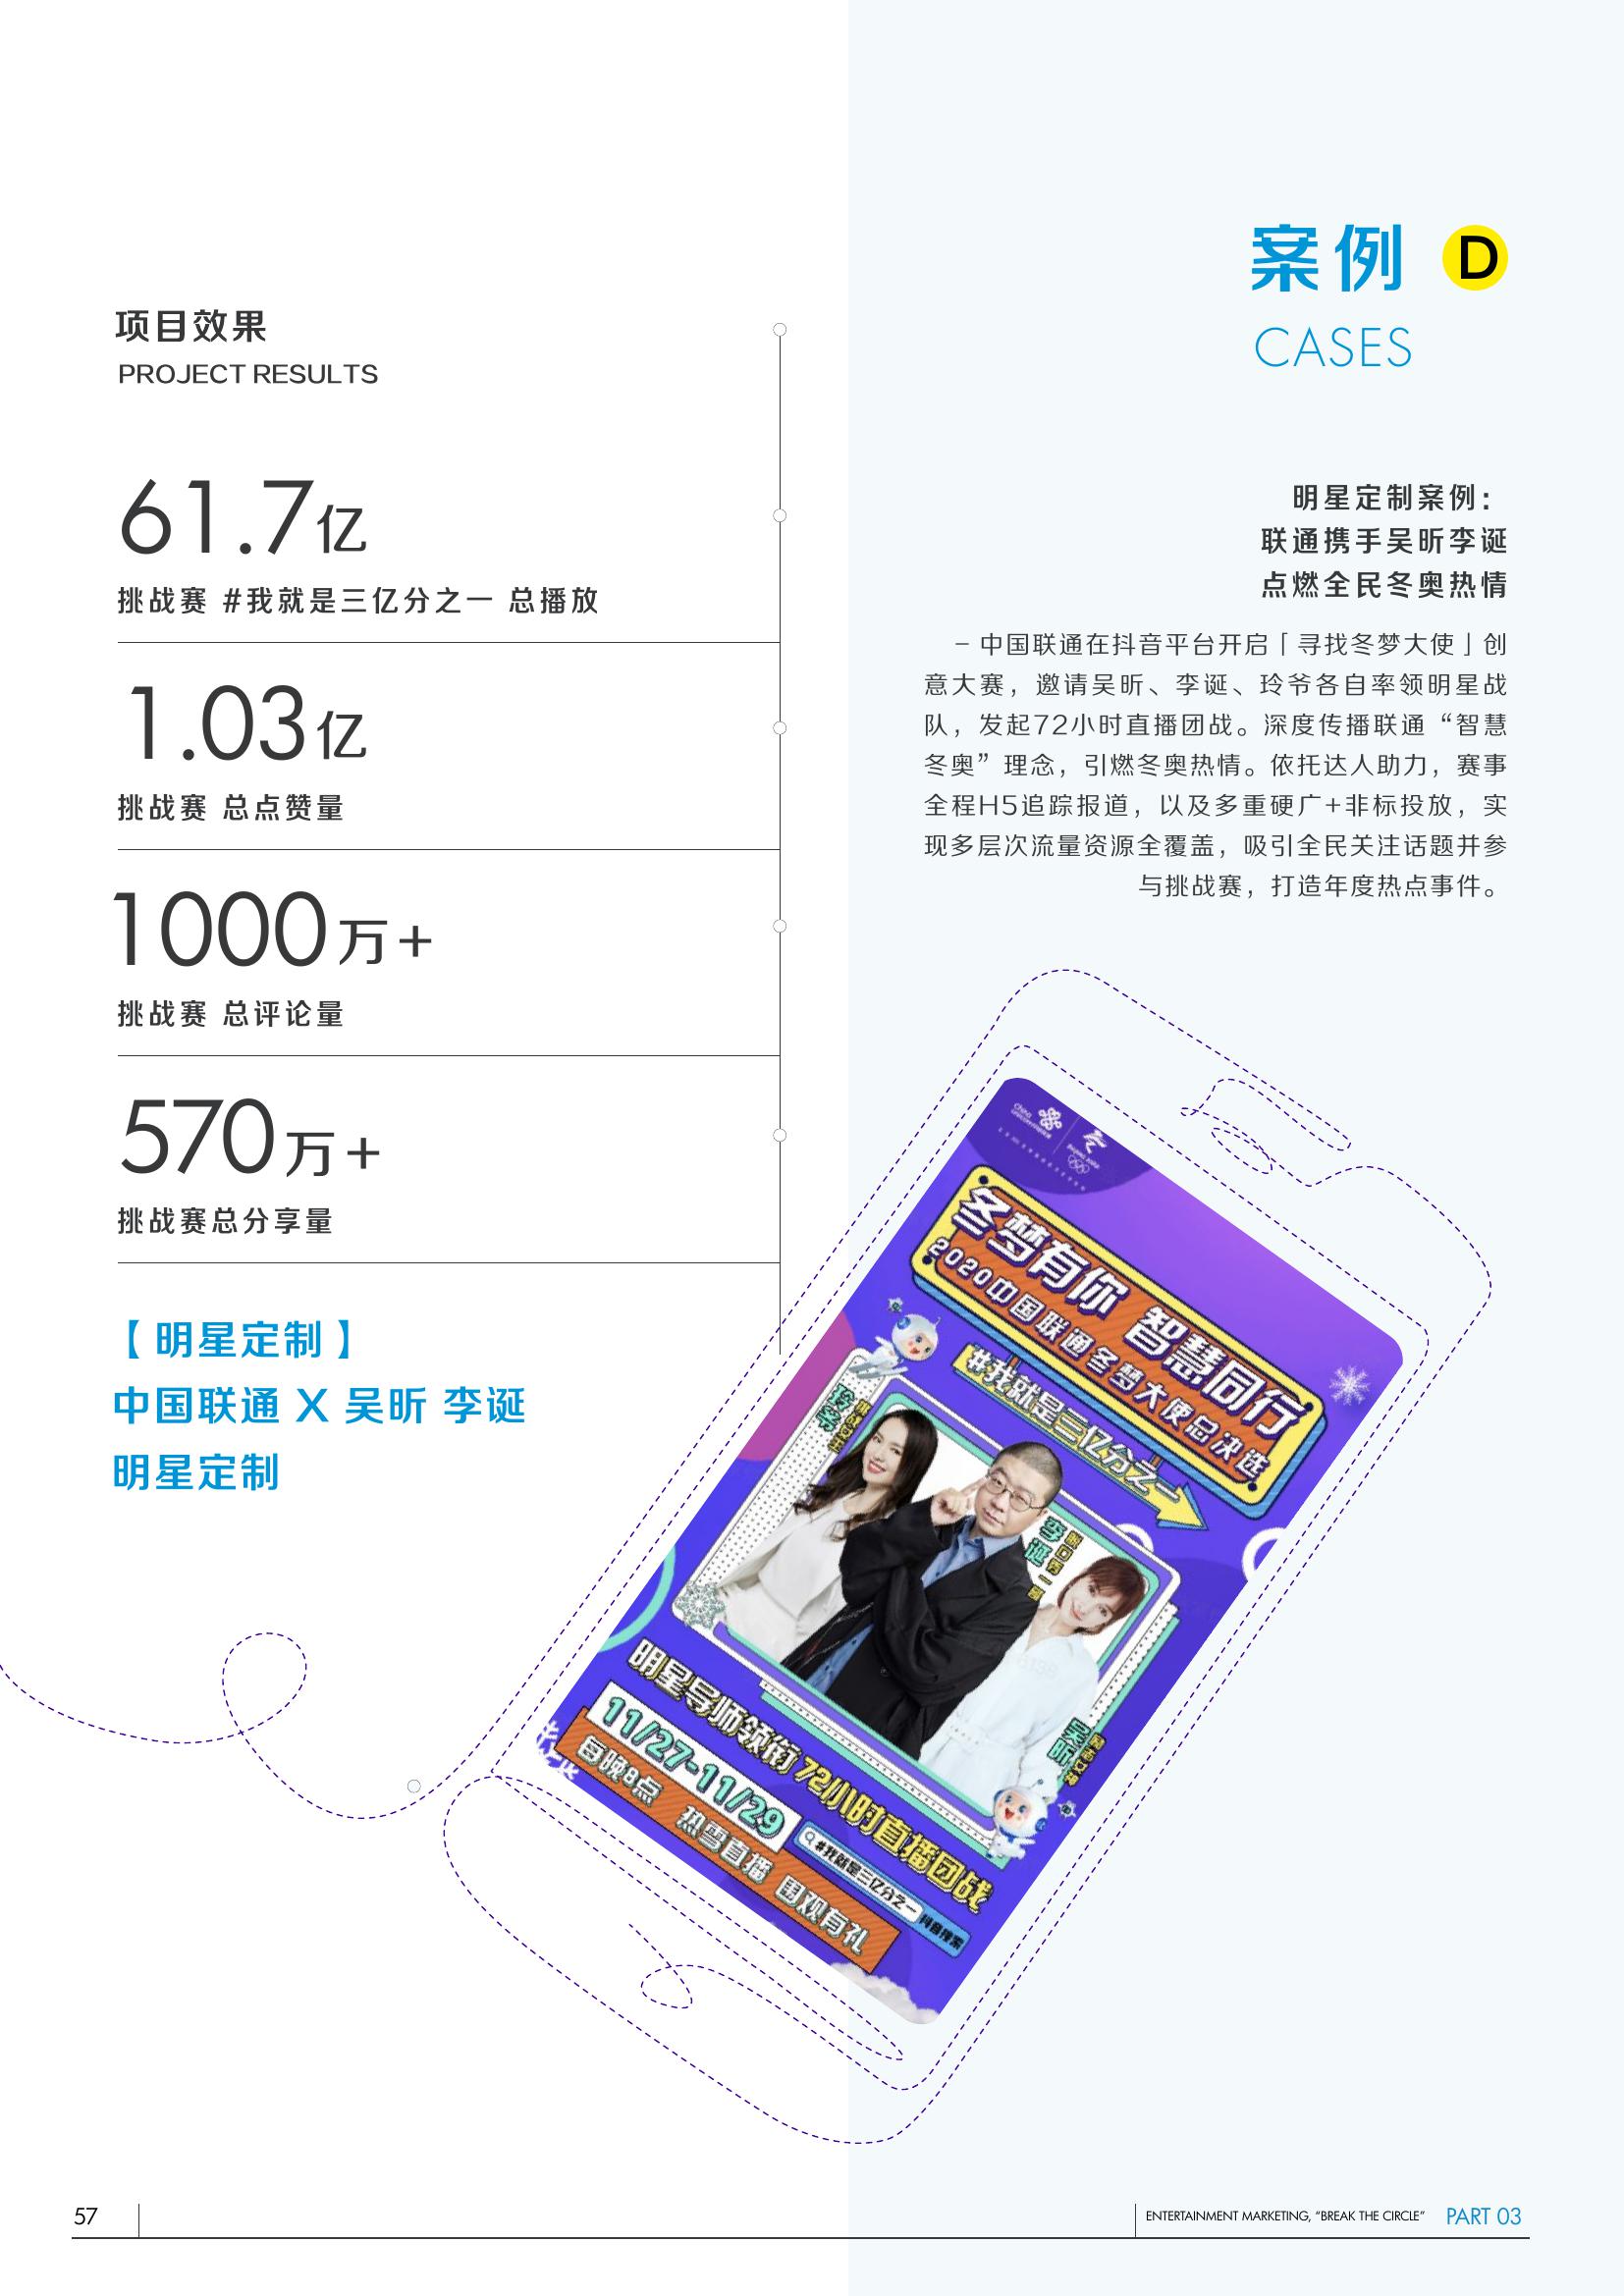 项目效果
PROJECT RESULTS
61.7亿
挑战赛 #我就是三亿分之一 总播放
1.03亿
挑战赛 总点赞量
1000万+
挑战赛 总评论量
570万+
挑战赛总分享量
【明星定制】
中国联通 X 吴昕 李诞
明星定制
案例 D
CASES
明星定制案例：
联通携手吴昕李诞
点燃全民冬奥热情
– 中国联通在抖音平台开启「寻找冬梦大使」创
意大赛，邀请吴昕、李诞、玲爷各自率领明星战
队，发起72小时直播团战。深度传播联通“智慧
冬奥”理念，引燃冬奥热情。依托达人助力，赛事
全程H5追踪报道，以及多重硬广+非标投放，实
现多层次流量资源全覆盖，吸引全民关注话题并参
与挑战赛，打造年度热点事件。
冬梦有你 智慧同行
2020中国联通冬梦大使总决选
#我就是三亿分之一
玲爷
李诞
吴昕
明星导师领衔 72小时直播团战
11/27-11/29
每晚8点 热雪直播 围观有礼
#我就是三亿分之一 抖音搜索
57
ENTERTAINMENT MARKETING, “BREAK THE CIRCLE” PART 03